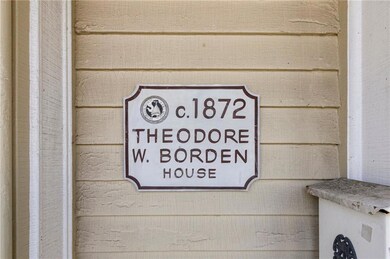 c.1872
THEODORE
W. BORDEN
HOUSE